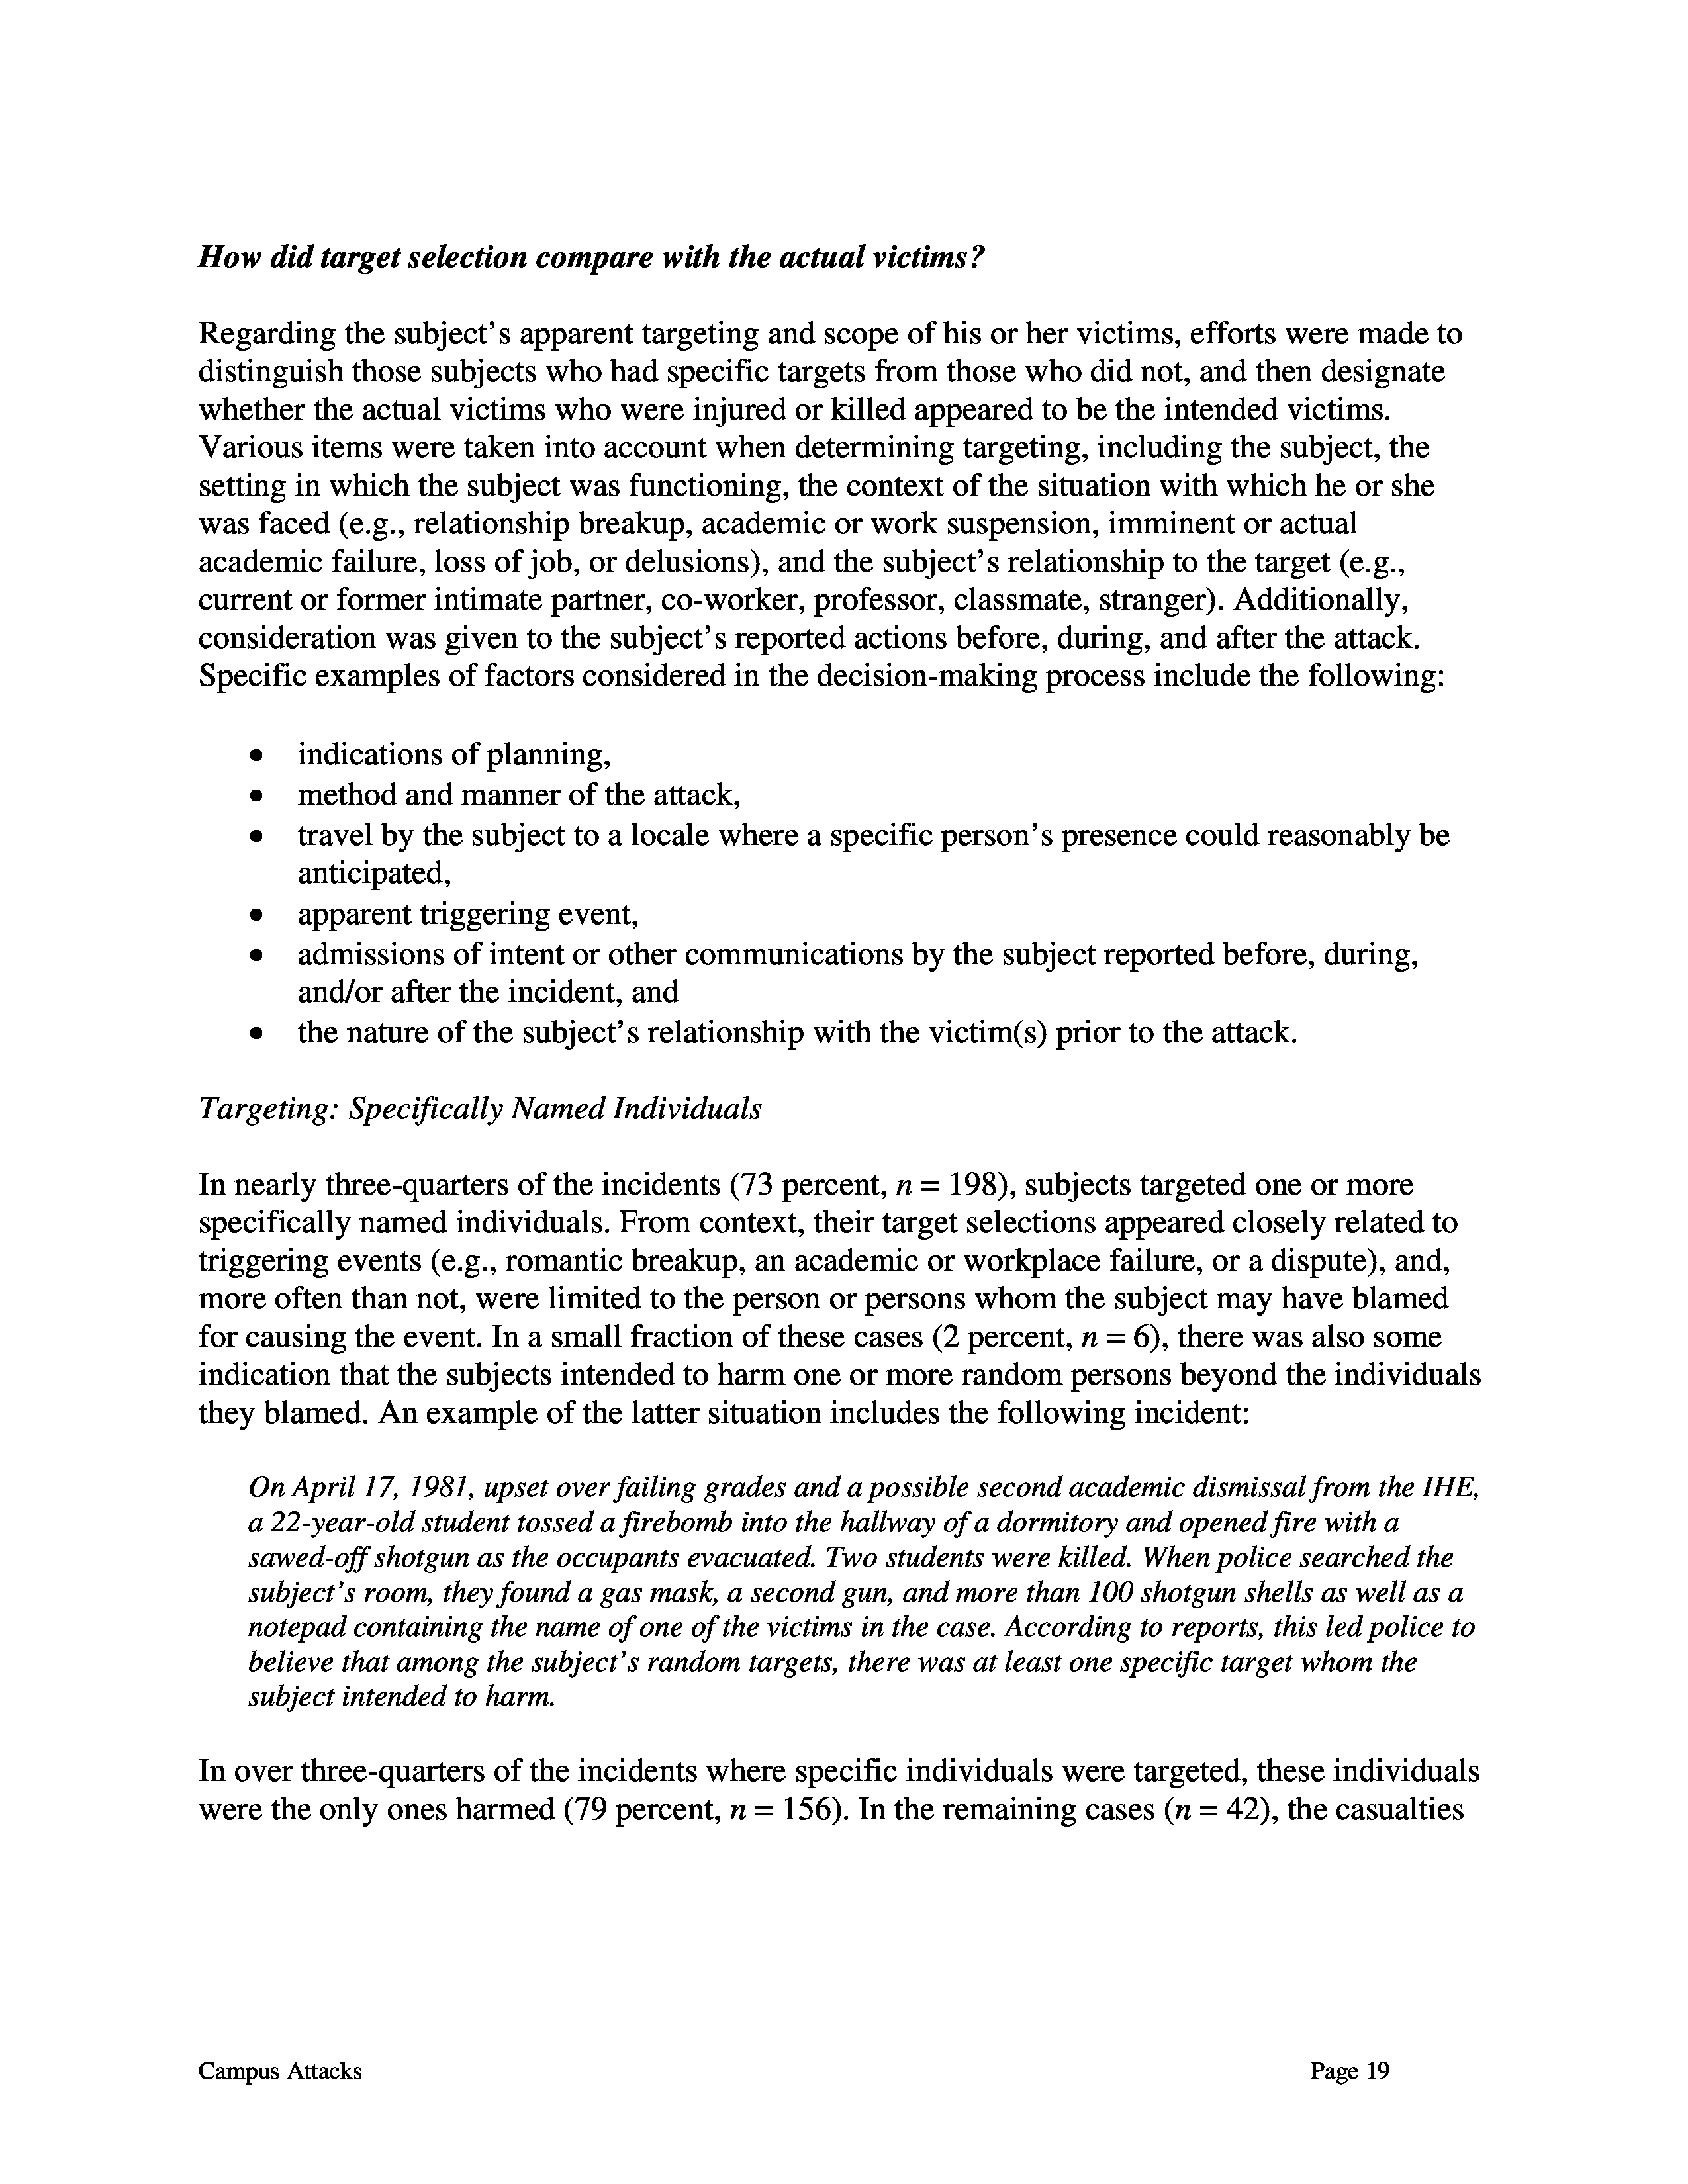 How did target selection compare with the actual victims?
Regarding the subject’s apparent targeting and scope of his or her victims, efforts were made to
distinguish those subjects who had specific targets from those who did not, and then designate
whether the actual victims who were injured or killed appeared to be the intended victims.
Various items were taken into account when determining targeting, including the subject, the
setting in which the subject was functioning, the context of the situation with which he or she
was faced (e.g., relationship breakup, academic or work suspension, imminent or actual
academic failure, loss of job, or delusions), and the subject’s relationship to the target (e.g.,
current or former intimate partner, co-worker, professor, classmate, stranger). Additionally,
consideration was given to the subject’s reported actions before, during, and after the attack.
Specific examples of factors considered in the decision-making process include the following:
• indications of planning,
• method and manner of the attack,
• travel by the subject to a locale where a specific person’s presence could reasonably be
anticipated,
• apparent triggering event,
• admissions of intent or other communications by the subject reported before, during,
and/or after the incident, and
• the nature of the subject’s relationship with the victim(s) prior to the attack.
Targeting: Specifically Named Individuals
In nearly three-quarters of the incidents (73 percent, n = 198), subjects targeted one or more
specifically named individuals. From context, their target selections appeared closely related to
triggering events (e.g., romantic breakup, an academic or workplace failure, or a dispute), and,
more often than not, were limited to the person or persons whom the subject may have blamed
for causing the event. In a small fraction of these cases (2 percent, n = 6), there was also some
indication that the subjects intended to harm one or more random persons beyond the individuals
they blamed. An example of the latter situation includes the following incident:
On April 17, 1981, upset over failing grades and a possible second academic dismissal from the IHE,
a 22-year-old student tossed a firebomb into the hallway of a dormitory and opened fire with a
sawed-off shotgun as the occupants evacuated. Two students were killed. When police searched the
subject’s room, they found a gas mask, a second gun, and more than 100 shotgun shells as well as a
notepad containing the name of one of the victims in the case. According to reports, this led police to
believe that among the subject’s random targets, there was at least one specific target whom the
subject intended to harm.
In over three-quarters of the incidents where specific individuals were targeted, these individuals
were the only ones harmed (79 percent, n = 156). In the remaining cases (n = 42), the casualties
Campus Attacks Page 19